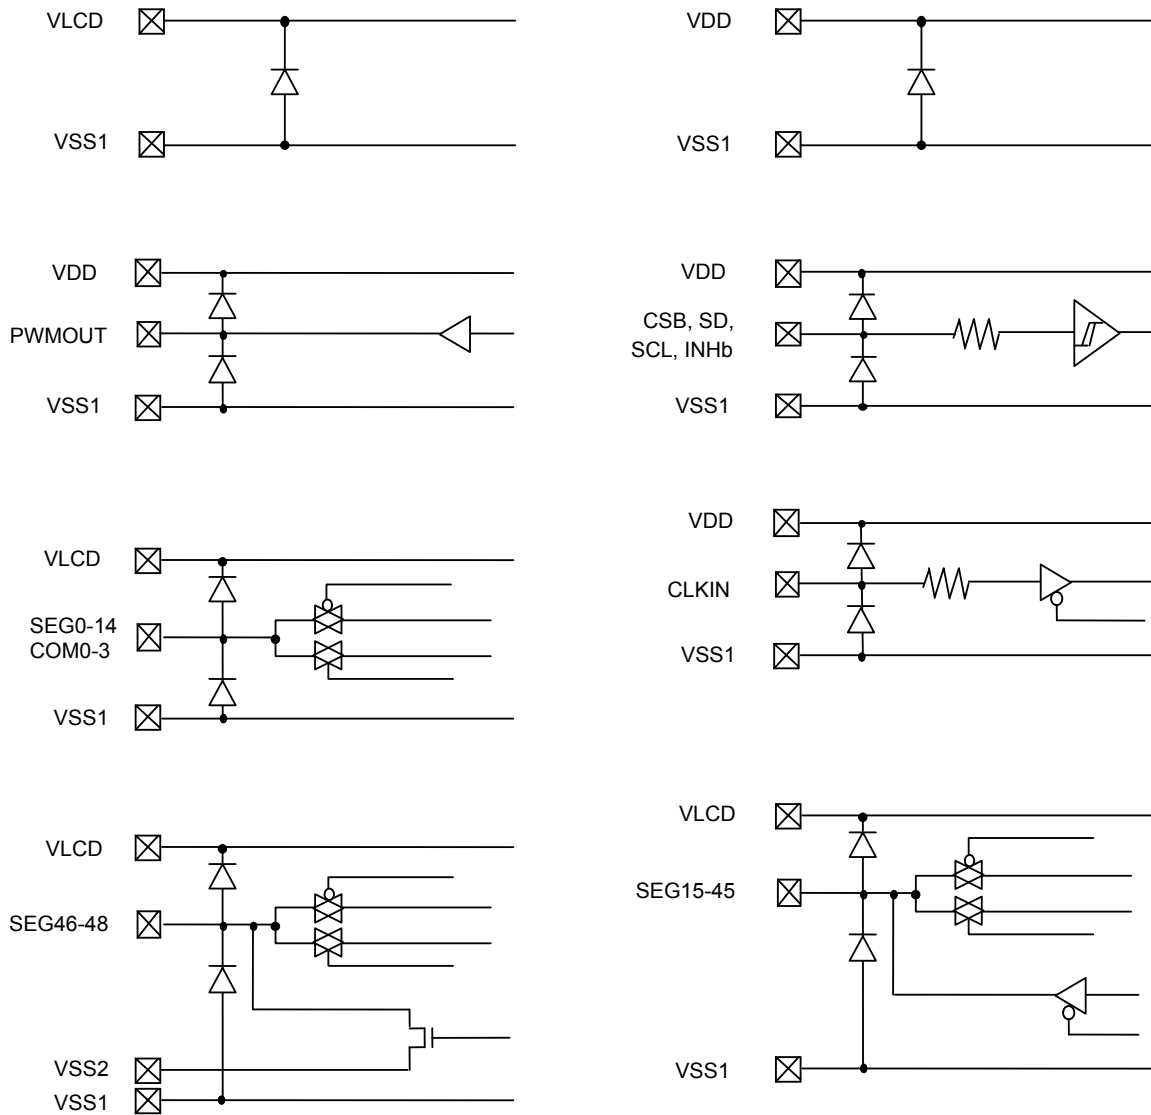 VLCD
VSS1
VDD
VSS1
VDD
PWMOUT
VSS1
VDD
CSB, SD,
SCL, INHb
VSS1
VLCD
SEG0-14
COM0-3
VSS1
VDD
CLKIN
VSS1
VLCD
SEG46-48
VSS2
VSS1
VLCD
SEG15-45
VSS1